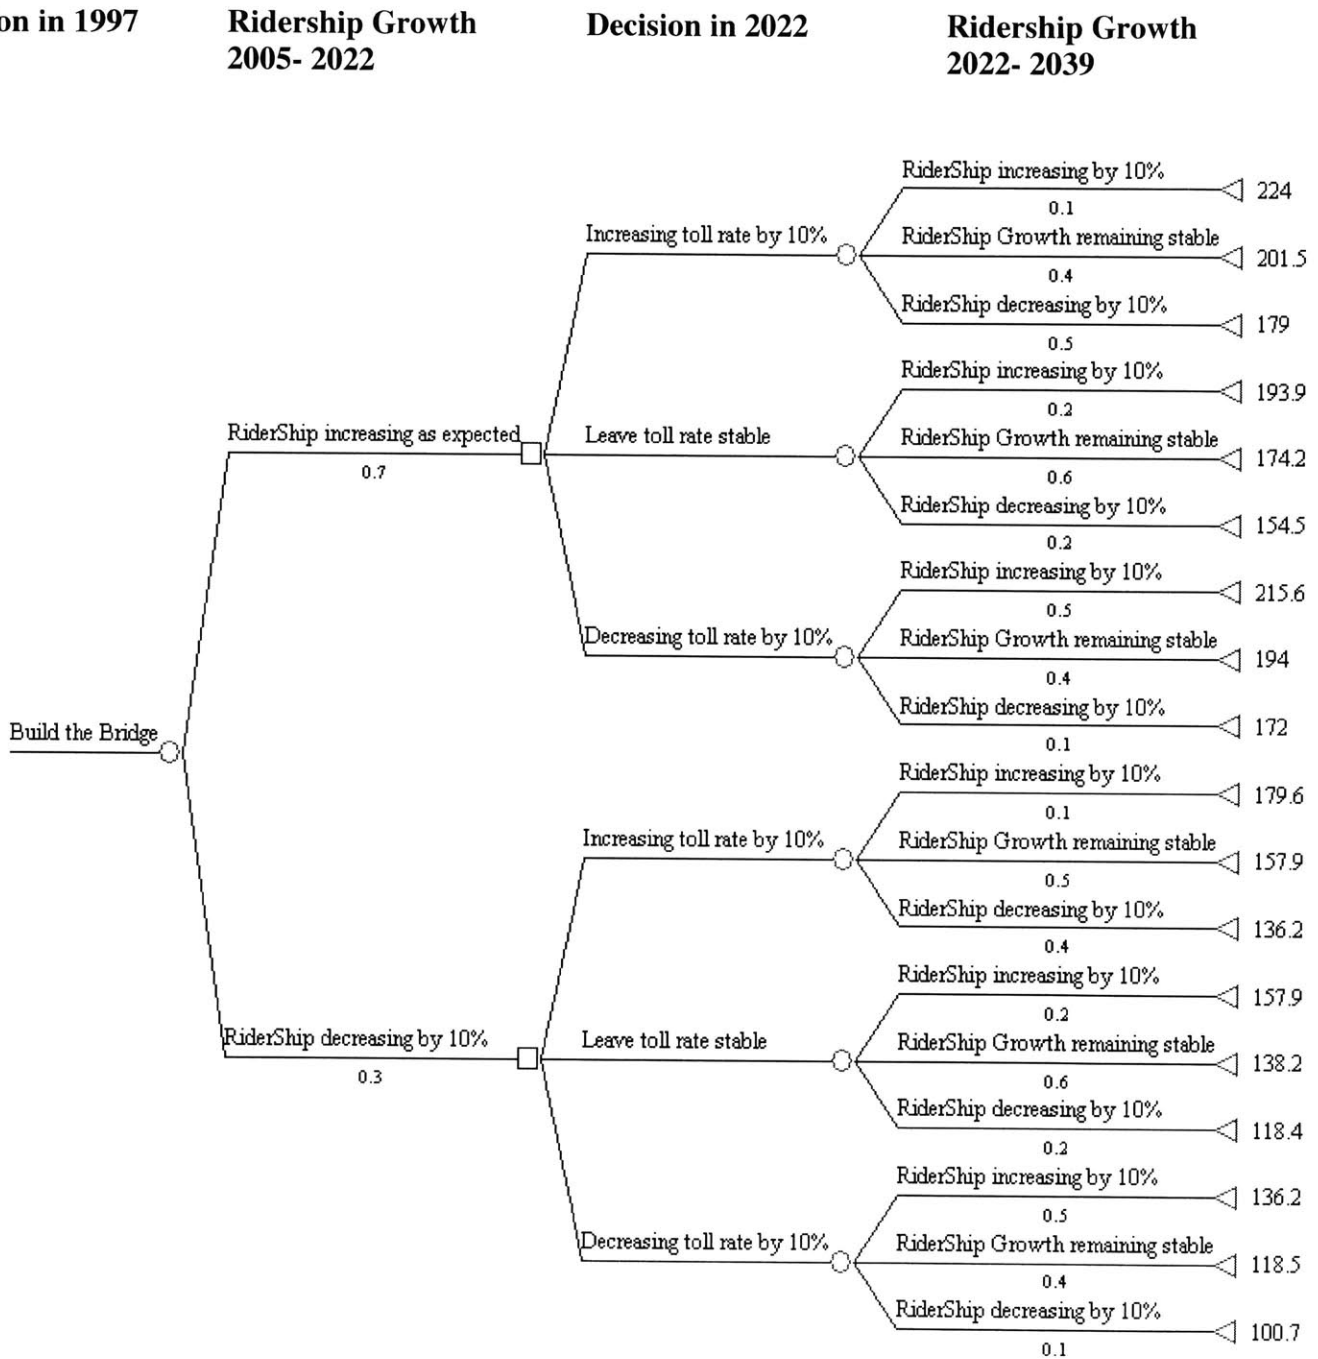 on in 1997
Ridership Growth
2005- 2022
Decision in 2022
Ridership Growth
2022- 2039
RiderShip increasing by 10%
224
0.1
Increasing toll rate by 10%
RiderShip Growth remaining stable
201.5
0.4
RiderShip decreasing by 10%
179
0.5
RiderShip increasing by 10%
193.9
0.2
RiderShip increasing as expected
0.7
Leave toll rate stable
RiderShip Growth remaining stable
174.2
0.6
RiderShip decreasing by 10%
154.5
0.2
RiderShip increasing by 10%
215.6
0.5
Decreasing toll rate by 10%
RiderShip Growth remaining stable
194
0.4
RiderShip decreasing by 10%
172
0.1
Build the Bridge
RiderShip increasing by 10%
179.6
0.1
Increasing toll rate by 10%
RiderShip Growth remaining stable
157.9
0.5
RiderShip decreasing by 10%
136.2
0.4
RiderShip increasing by 10%
157.9
0.2
RiderShip decreasing by 10%
0.3
Leave toll rate stable
RiderShip Growth remaining stable
138.2
0.6
RiderShip decreasing by 10%
118.4
0.2
RiderShip increasing by 10%
136.2
0.5
Decreasing toll rate by 10%
RiderShip Growth remaining stable
118.5
0.4
RiderShip decreasing by 10%
100.7
0.1